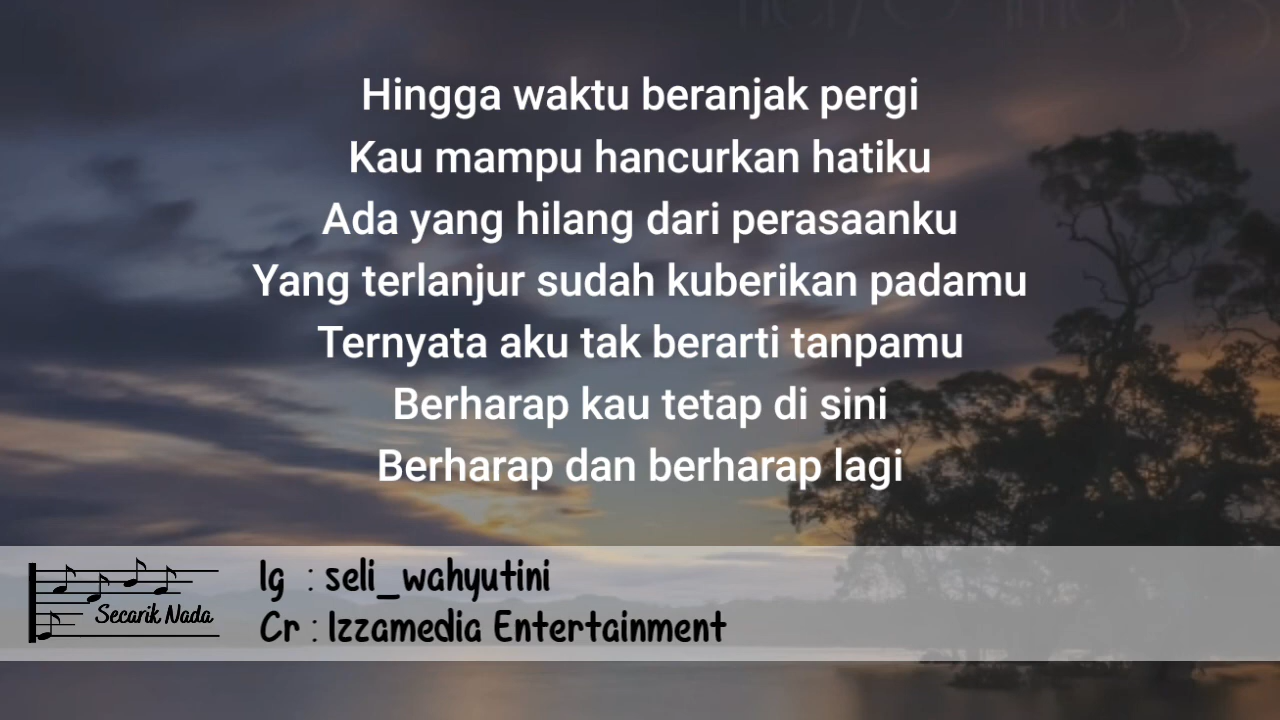 Hingga waktu beranjak pergi
Kau mampu hancurkan hatiku
Ada yang hilang dari perasaanku
Yang terlanjur sudah kuberikan padamu
Ternyata aku tak berarti tanpamu
Berharap kau tetap di sini
Berharap dan berharap lagi
Secarik Nada
Ig : seli_wahyutini
Cr : Izzamedia Entertainment